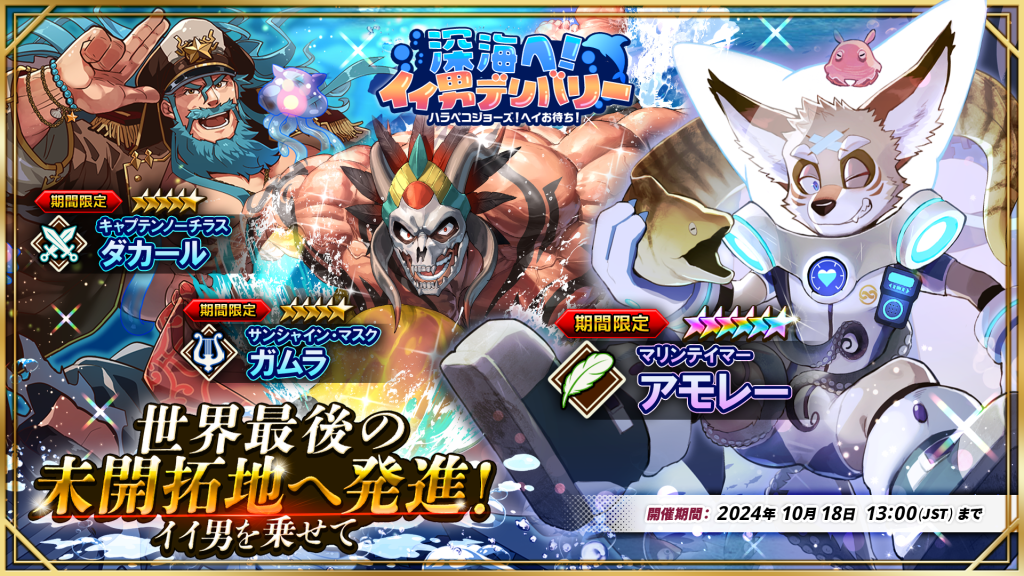 深海へ!
イイ男デリバリー
ハラペコジョーズ!ヘイお待ち!
期間限定
キャプテンノーチラス
ダカール
期間限定
サンシャイン・マスク
ガムラ
期間限定
マリンテイマー
アモレー
世界最後の
未開拓地へ発進!
イイ男を乗せて
開催期間: 2024年 10月 18日 13:00(JST) まで